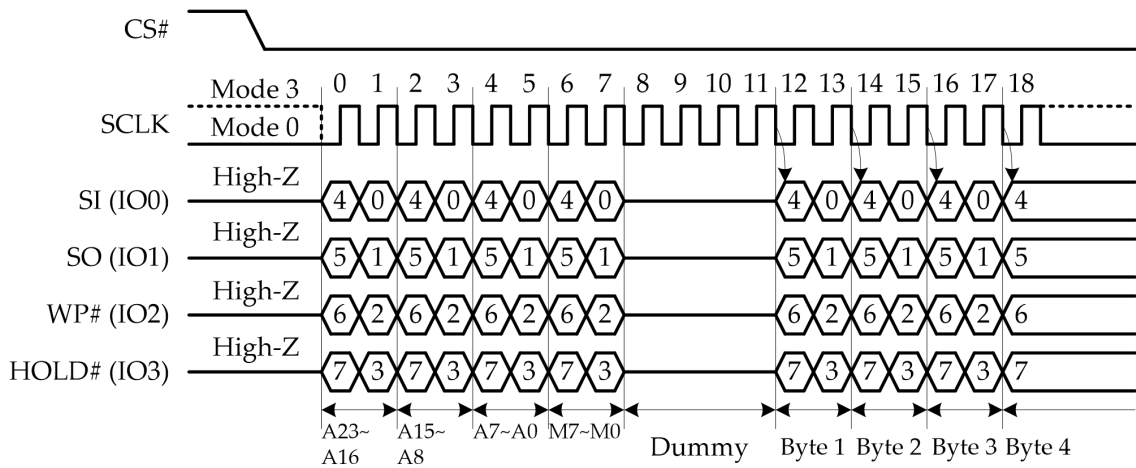 CS#
Mode 3
0 1 2 3 4 5 6 7 8 9 10 11 12 13 14 15 16 17 18
SCLK
Mode 0
High-Z
SI (IO0)
4 0 4 0 4 0 4 0 4 0 4 0 4 0 4
High-Z
SO (IO1)
5 1 5 1 5 1 5 1 5 1 5 1 5 1 5
High-Z
WP# (IO2)
6 2 6 2 6 2 6 2 6 2 6 2 6 2 6
High-Z
HOLD# (IO3)
7 3 7 3 7 3 7 3 7 3 7 3 7 3 7
A23~
A16
A15~
A8
A7~A0
M7~M0
Dummy
Byte 1
Byte 2
Byte 3
Byte 4